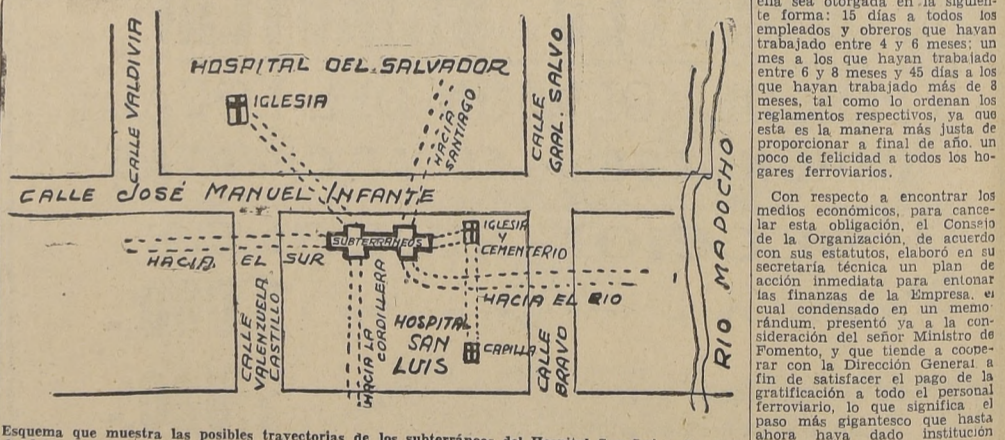 CALLE VALDIVIA
HOSPITAL DEL SALVADOR
IGLESIA
HACIA
SANTIAGO
CALLE
GRAL. SALVO
CALLE JOSÉ MANUEL INFANTE
SUBTERRANEOS
IGLESIA
Y
CEMENTERIO
HACIA EL SUR
HACIA EL RIO
CALLE
VALENZUELA
CASTILLO
HACIA LA
CORDILLERA
HOSPITAL
SAN
LUIS
CAPILLA
CALLE
BRAVO
RIO MADOCHO
Esquema que muestra las posibles trayectorias de los subterráneos del
ella sea otorgada en la siguien-
te forma: 15 días a todos los
empleados y obreros que hayan
trabajado entre 4 y 6 meses; un
mes a los que hayan trabajado
entre 6 y 8 meses y 45 días a los
que hayan trabajado más de 8
meses, tal como lo ordenan los
reglamentos respectivos, ya que
esta es la manera más justa de
proporcionar a final de año. un
poco de felicidad a todos los ho-
gares ferroviarios.
Con respecto a encontrar los
medios económicos, para cance-
lar esta obligación, el Consejo
de la Organización, de acuerdo
con sus estatutos, elaboró en su
secretaría técnica un plan de
acción inmediata para entonar
las finanzas de la Empresa, el
cual condensado en un memo-
rándum, presentó ya a la con-
sideración del señor Ministro de
Fomento, y que tiende a coope-
rar con la Dirección General a
fin de satisfacer el pago de la
gratificación a todo el personal
ferroviario, lo que significa el
paso más gigantesco que hasta
ahora haya dado institución